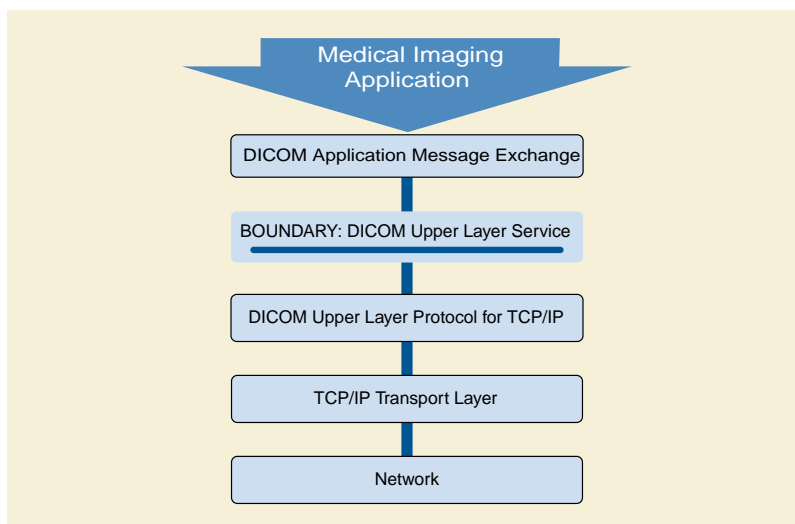 Medical Imaging
Application
DICOM Application Message Exchange
BOUNDARY: DICOM Upper Layer Service
DICOM Upper Layer Protocol for TCP/IP
TCP/IP Transport Layer
Network